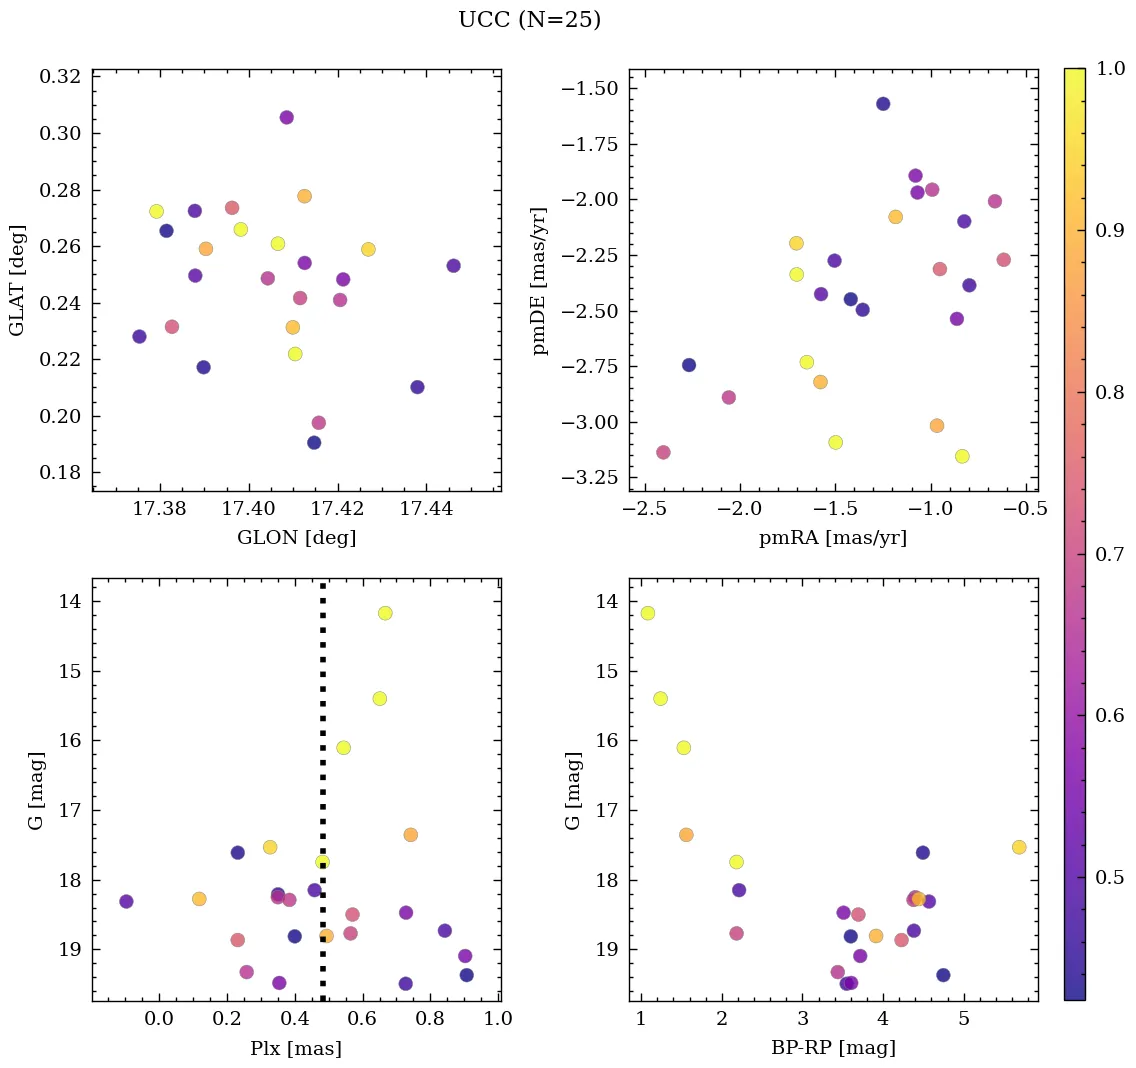 UCC (N=25)
0.32
0.30
0.28
0.26
0.24
0.22
0.20
0.18
GLAT [deg]
17.38 17.40 17.42 17.44
GLON [deg]
−1.50
−1.75
−2.00
−2.25
−2.50
−2.75
−3.00
−3.25
pmDE [mas/yr]
−2.5 −2.0 −1.5 −1.0 −0.5
pmRA [mas/yr]
14
15
16
17
18
19
G [mag]
0.0 0.2 0.4 0.6 0.8 1.0
Plx [mas]
14
15
16
17
18
19
G [mag]
1 2 3 4 5
BP-RP [mag]
1.0
0.9
0.8
0.7
0.6
0.5